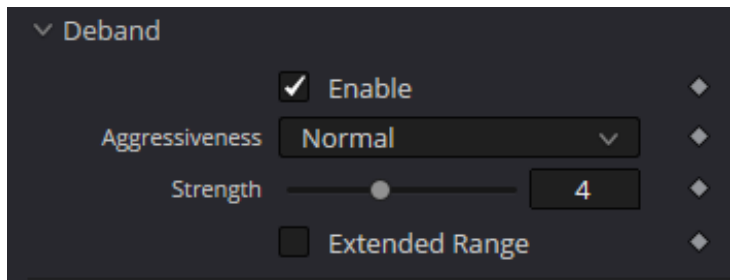 Deband
Enable
Aggressiveness Normal
Strength 4
Extended Range